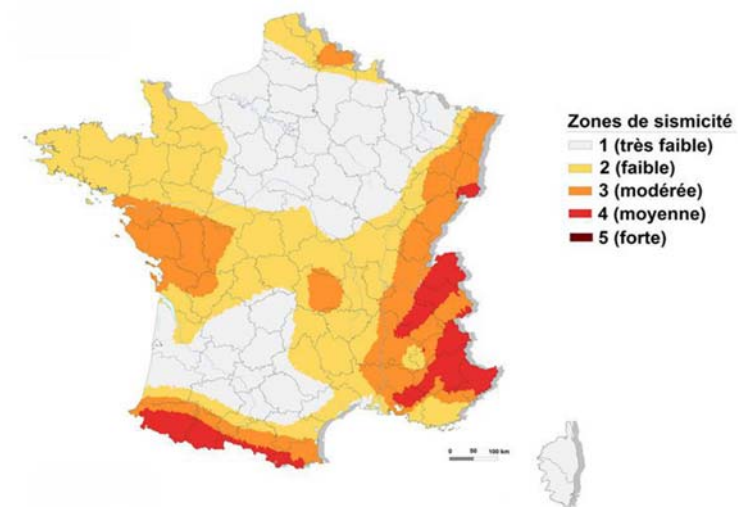 Zones de sismicité
1 (très faible)
2 (faible)
3 (modérée)
4 (moyenne)
5 (forte)
0 50 100 km